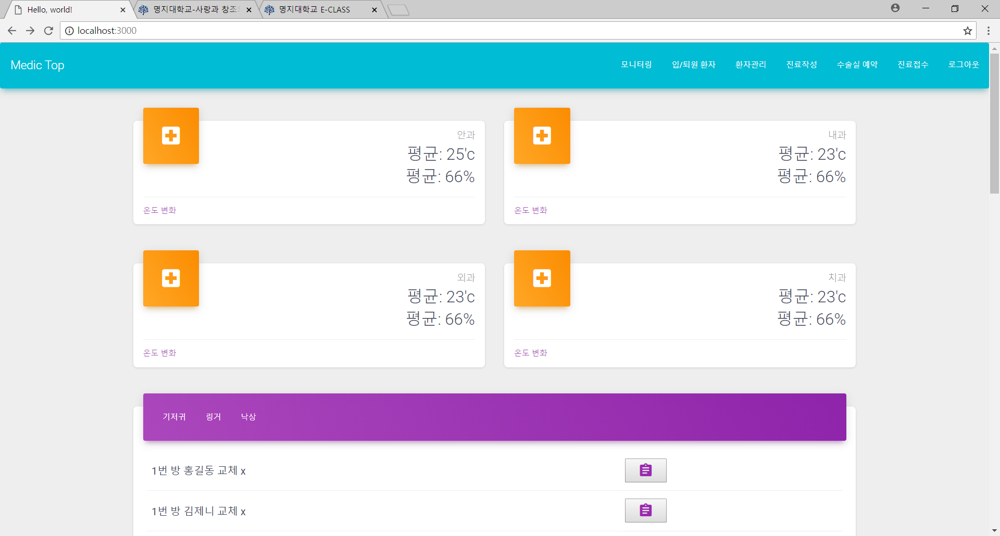 Hello, world!
명지대학교-사랑과 창조의
명지대학교 E-CLASS
localhost:3000
Medic Top
모니터링 입/퇴원 환자 환자관리 진료작성 수술실 예약 진료접수 로그아웃
안과
평균: 25'c
평균: 66%
온도 변화
내과
평균: 23'c
평균: 66%
온도 변화
외과
평균: 23'c
평균: 66%
온도 변화
치과
평균: 23'c
평균: 66%
온도 변화
기저귀 링거 낙상
1번 방 홍길동 교체 x
1번 방 김제니 교체 x